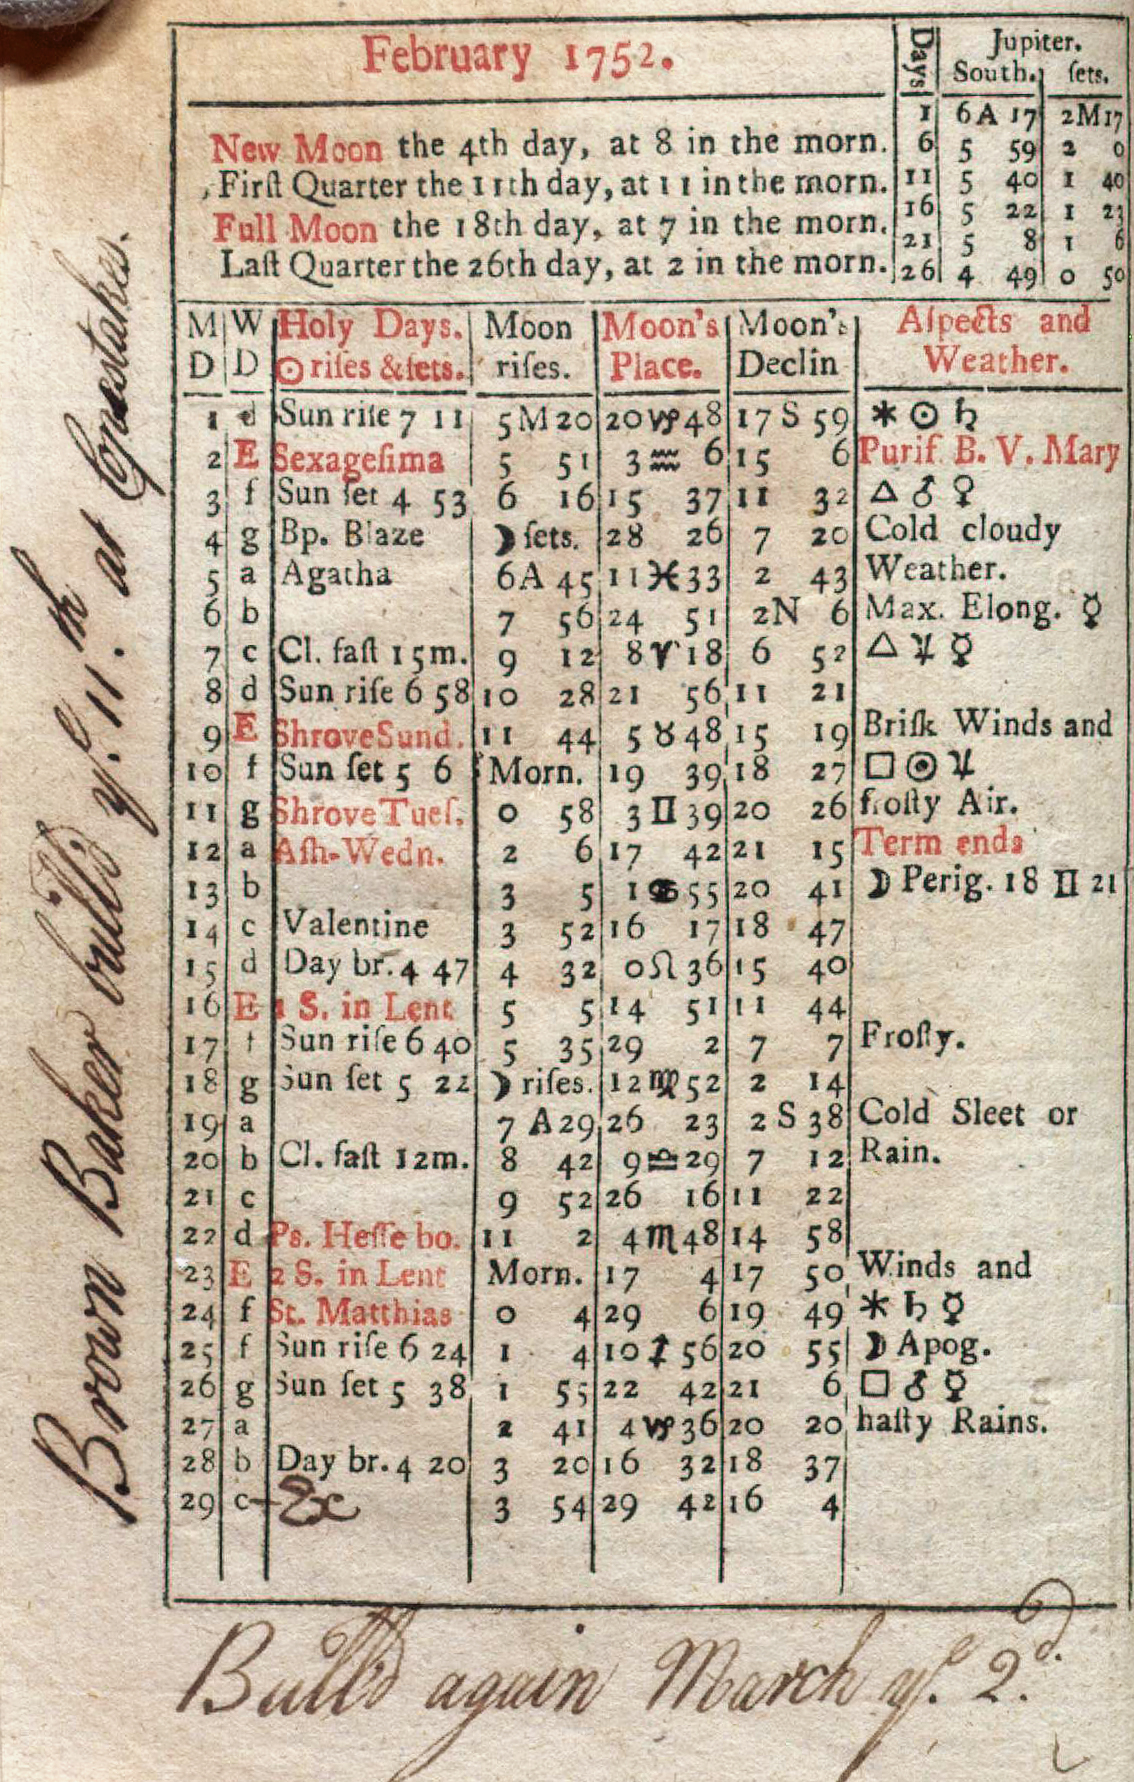 February 1752.
Days
Jupiter.
South. ſets.
1 6 A 17 2 M 17
6 5 59 2 0
11 5 40 1 40
16 5 22 1 23
21 5 8 1 6
26 4 49 0 50
New Moon the 4th day, at 8 in the morn.
Firſt Quarter the 11th day, at 11 in the morn.
Full Moon the 18th day, at 7 in the morn.
Laſt Quarter the 26th day, at 2 in the morn.
M W Holy Days. Moon Moon's Moon's Aſpects and
D D ☉ riſes & ſets. riſes. Place. Declin Weather.
1 d Sun riſe 7 11 5 M 20 20 ♑ 48 17 S 59 ⚹ ☉ ♄
2 E Sexageſima 5 51 3 ♒ 6 15 6 Purif. B. V. Mary
3 f Sun ſet 4 53 6 16 15 37 11 32 △ ♂ ♀
4 g Bp. Blaze ☽ ſets. 28 26 7 20 Cold cloudy
5 a Agatha 6 A 45 11 ♓ 33 2 43 Weather.
6 b 7 56 24 51 2 N 6 Max. Elong. ☿
7 c Cl. faſt 15m. 9 12 8 ♈ 18 6 52 △ ♃ ☿
8 d Sun riſe 6 58 10 28 21 56 11 21
9 E Shrove Sund. 11 44 5 ♉ 48 15 19 Briſk Winds and
10 f Sun ſet 5 6 Morn. 19 39 18 27 □ ☉ ♃
11 g Shrove Tueſ. 0 58 3 ♊ 39 20 26 froſty Air.
12 a Aſh-Wedn. 2 6 17 42 21 15 Term ends
13 b 3 5 1 ♋ 55 20 41 ☽ Perig. 18 ♊ 21
14 c Valentine 3 52 16 17 18 47
15 d Day br. 4 47 4 32 0 ♌ 36 15 40
16 E 1 S. in Lent 5 5 14 51 11 44
17 f Sun riſe 6 40 5 35 29 2 7 7 Froſty.
18 g Sun ſet 5 22 ☽ riſes. 12 ♍ 52 2 14
19 a 7 A 29 26 23 2 S 38 Cold Sleet or
20 b Cl. faſt 12m. 8 42 9 ♎ 29 7 12 Rain.
21 c 9 52 26 16 11 22
22 d Ps. Heſſe bo. 11 2 4 ♏ 48 14 58
23 E 2 S. in Lent Morn. 17 4 17 50 Winds and
24 f St. Matthias 0 4 29 6 19 49 ⚹ ♄ ☿
25 f Sun riſe 6 24 1 4 10 ♐ 56 20 55 ☽ Apog.
26 g Sun ſet 5 38 1 55 22 42 21 6 □ ♂ ☿
27 a 2 41 4 ♑ 36 20 20 haſty Rains.
28 b Day br. 4 20 3 20 16 32 18 37
29 c 3 54 29 42 16 4
Brown Baker bull'd ye. 11.th at
Bull'd again March ye. 2d.